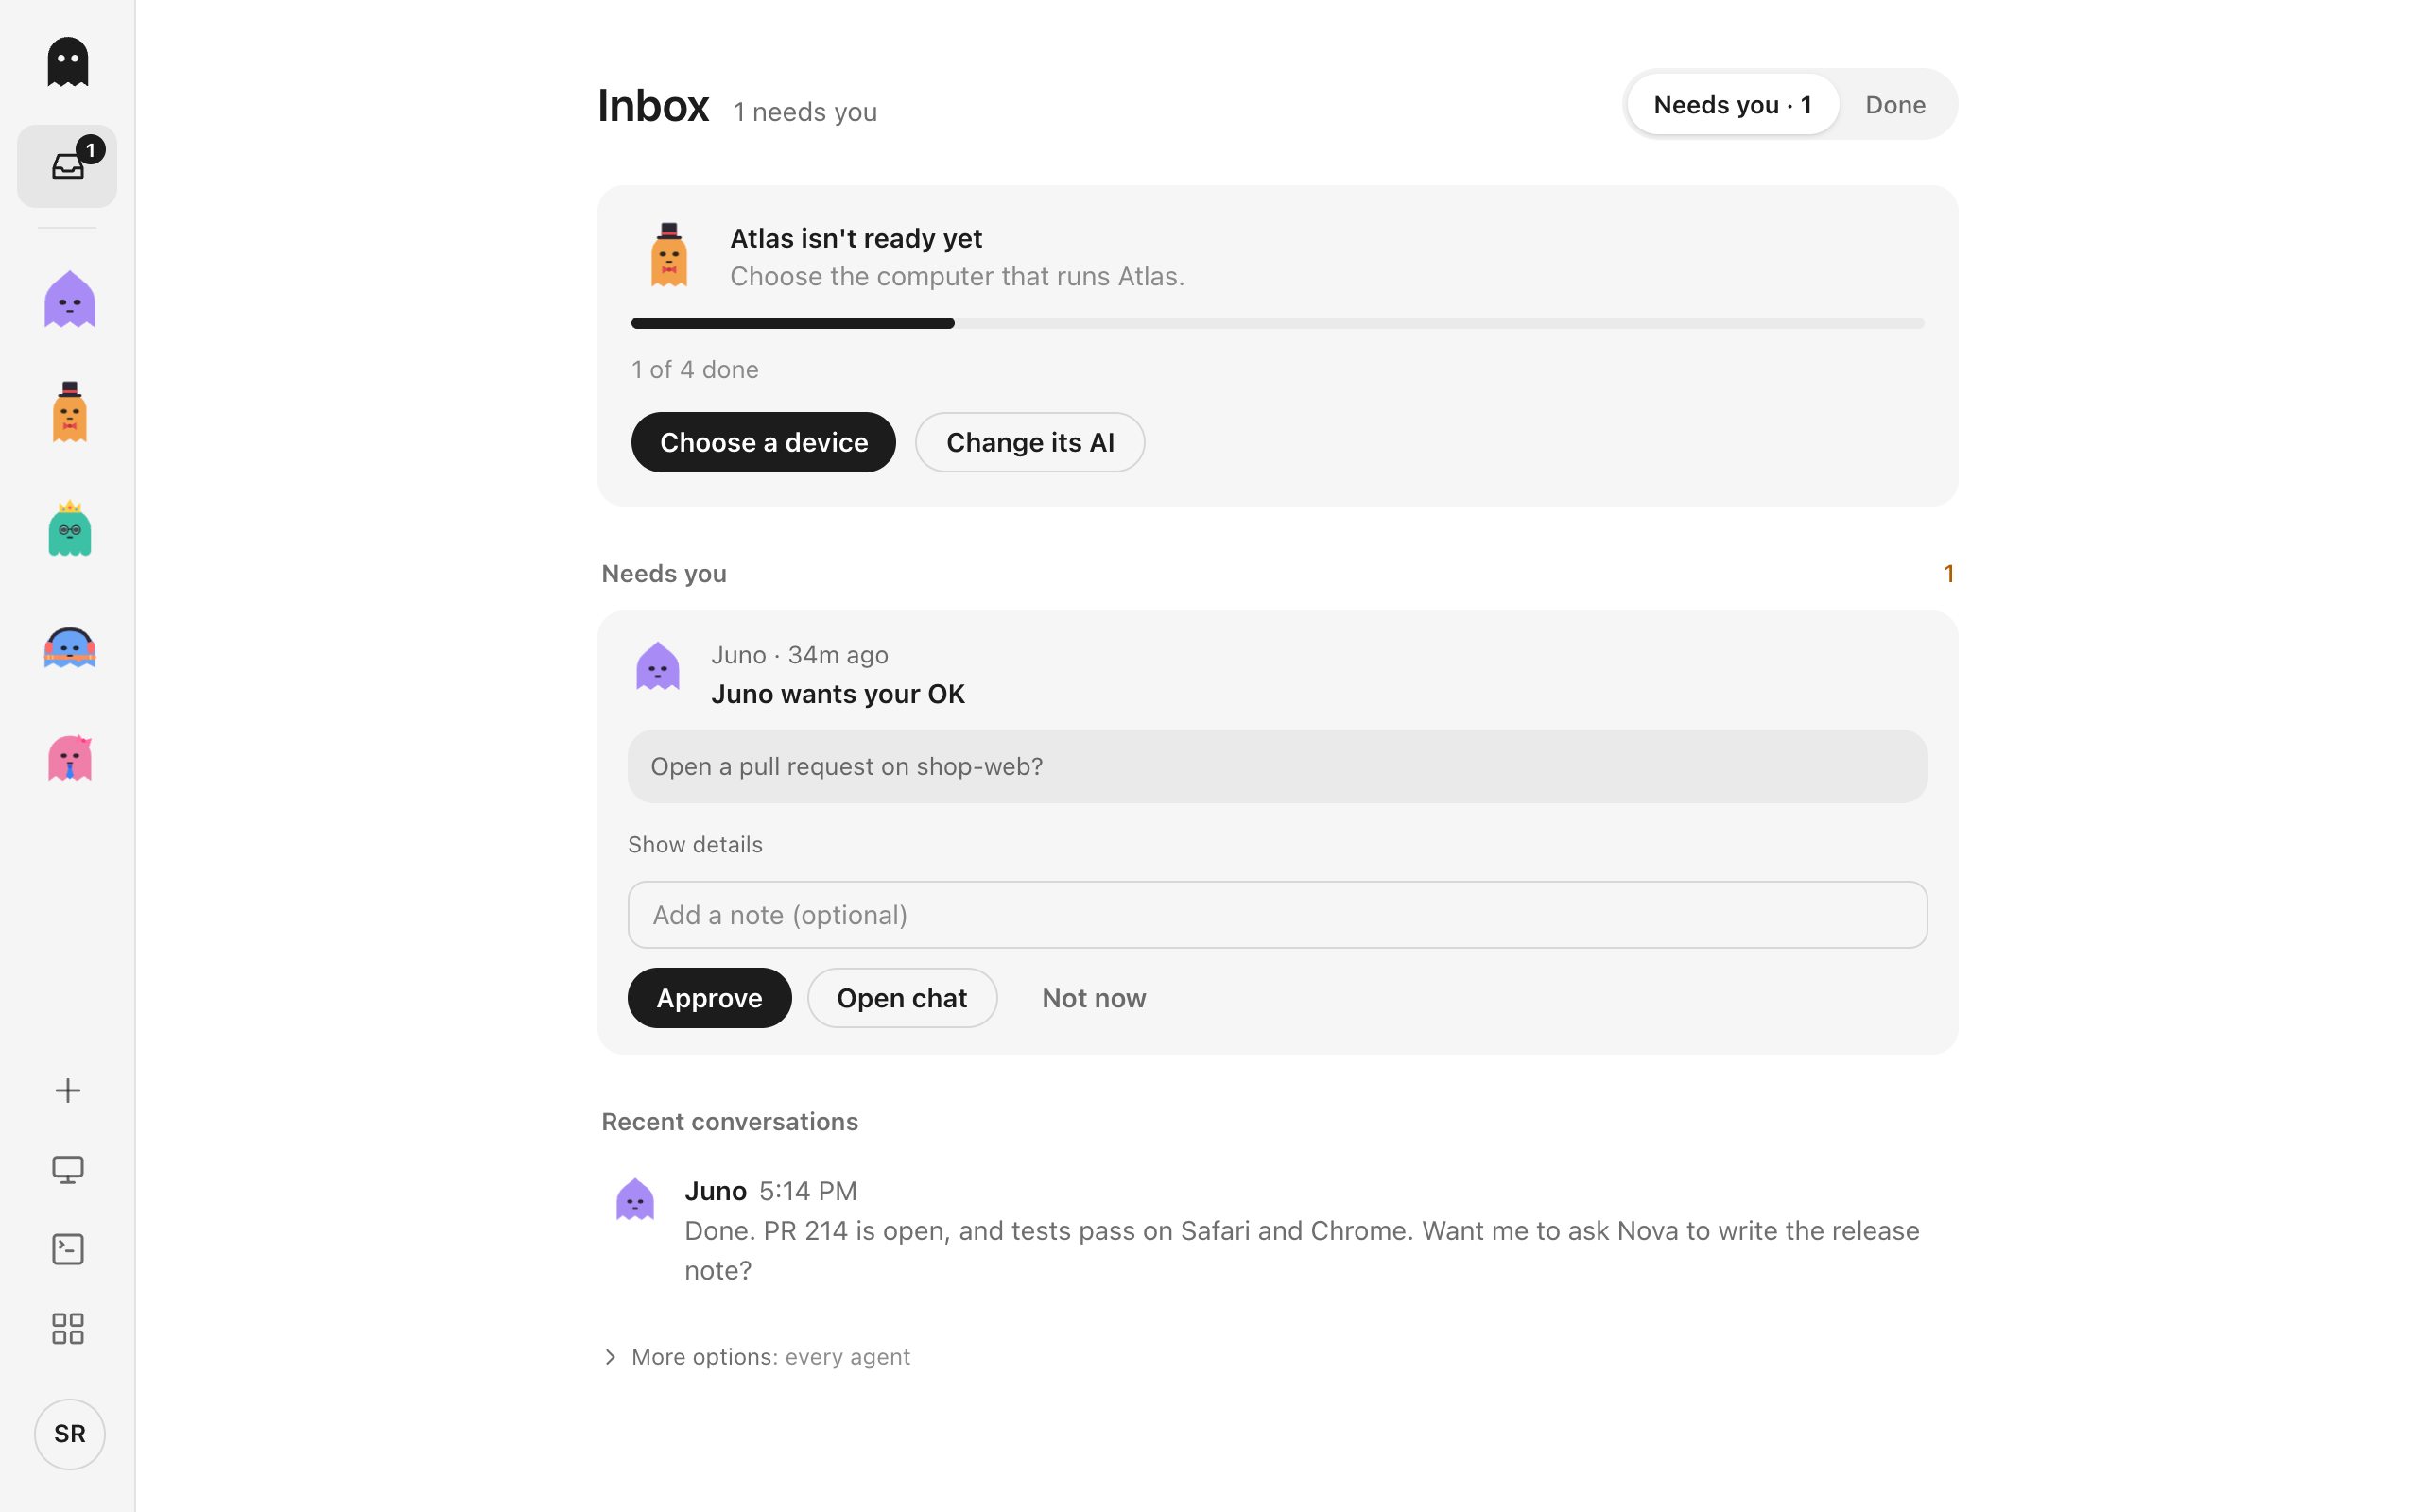 1
Inbox 1 needs you
Needs you · 1
Done
Atlas isn't ready yet
Choose the computer that runs Atlas.
1 of 4 done
Choose a device
Change its AI
Needs you
1
Juno · 34m ago
Juno wants your OK
Open a pull request on shop-web?
Show details
Add a note (optional)
Approve
Open chat
Not now
Recent conversations
Juno 5:14 PM
Done. PR 214 is open, and tests pass on Safari and Chrome. Want me to ask Nova to write the release
note?
More options: every agent
SR